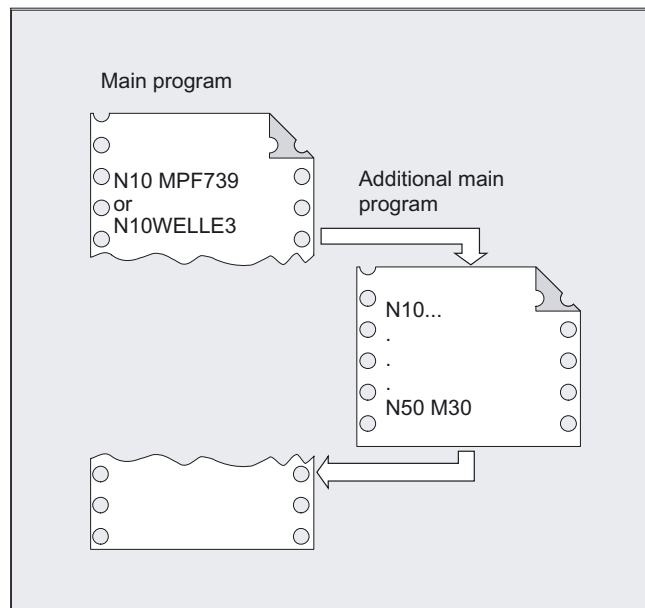 Main program
N10 MPF739
or
N10WELLE3
Additional main
program
N10...
.
.
.
N50 M30